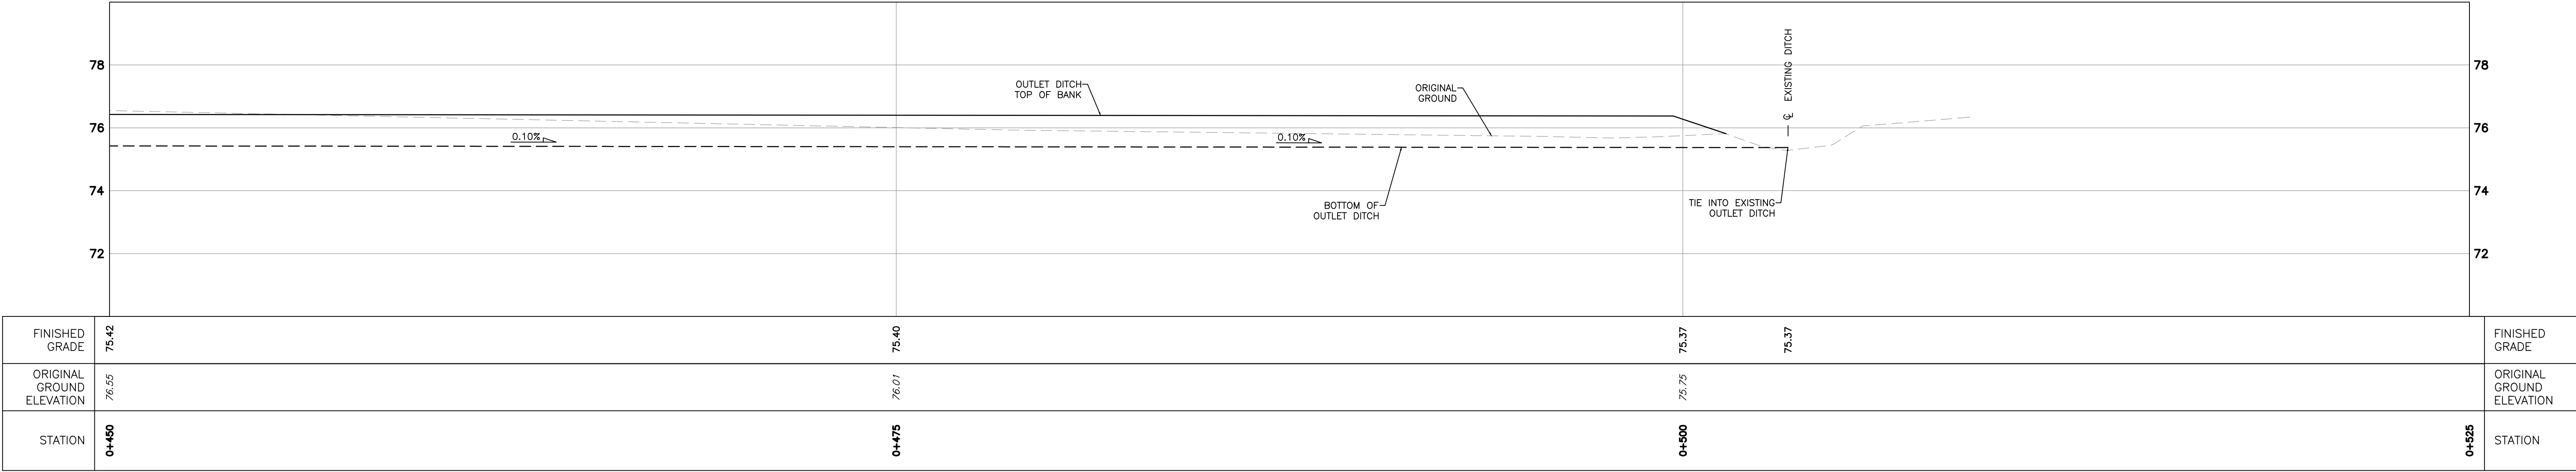 EXISTING DITCH
℄
78
78
OUTLET DITCH
TOP OF BANK
ORIGINAL
GROUND
76
76
0.10%
0.10%
74
74
BOTTOM OF
OUTLET DITCH
TIE INTO EXISTING
OUTLET DITCH
72
72
FINISHED
GRADE
75.42
75.40
75.37
75.37
FINISHED
GRADE
ORIGINAL
GROUND
ELEVATION
76.55
76.01
75.75
ORIGINAL
GROUND
ELEVATION
STATION
0+450
0+475
0+500
0+525
STATION